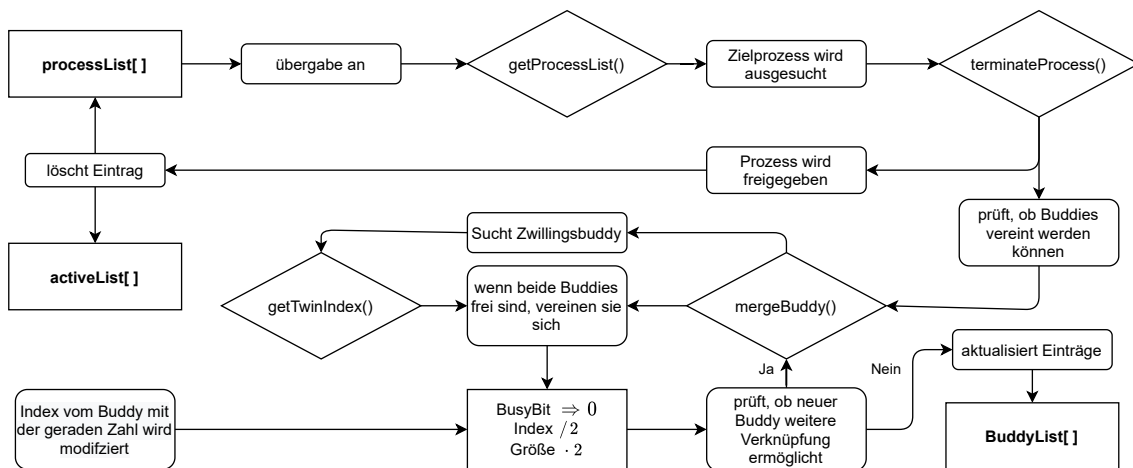 processList[ ]
übergabe an
getProcessList()
Zielprozess wird
ausgesucht
terminateProcess()
löscht Eintrag
Prozess wird
freigegeben
prüft, ob Buddies
vereint werden
können
activeList[ ]
Sucht Zwillingsbuddy
getTwinIndex()
wenn beide Buddies
frei sind, vereinen sie
sich
mergeBuddy()
Ja
Nein
aktualisiert Einträge
Index vom Buddy mit
der geraden Zahl wird
modifziert
BusyBit ⇒ 0
Index / 2
Größe · 2
prüft, ob neuer
Buddy weitere
Verknüpfung
ermöglicht
BuddyList[ ]